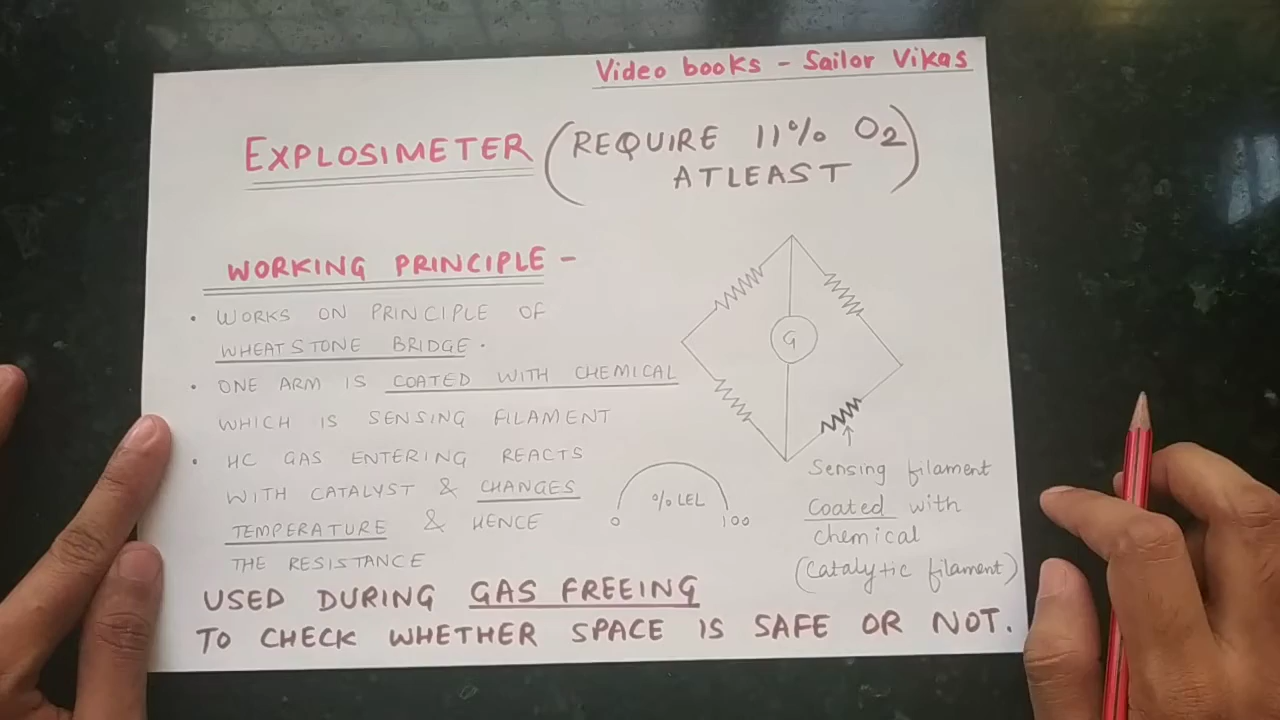 Video books - Sailor Vikas
EXPLOSIMETER (REQUIRE 11% O2
ATLEAST)
WORKING PRINCIPLE -
• WORKS ON PRINCIPLE OF
WHEATSTONE BRIDGE.
• ONE ARM IS COATED WITH CHEMICAL
WHICH IS SENSING FILAMENT
• HC GAS ENTERING REACTS
WITH CATALYST & CHANGES
TEMPERATURE & HENCE
THE RESISTANCE
G
Sensing filament
coated with
chemical
(catalytic filament)
% LEL
0 100
USED DURING GAS FREEING
TO CHECK WHETHER SPACE IS SAFE OR NOT.